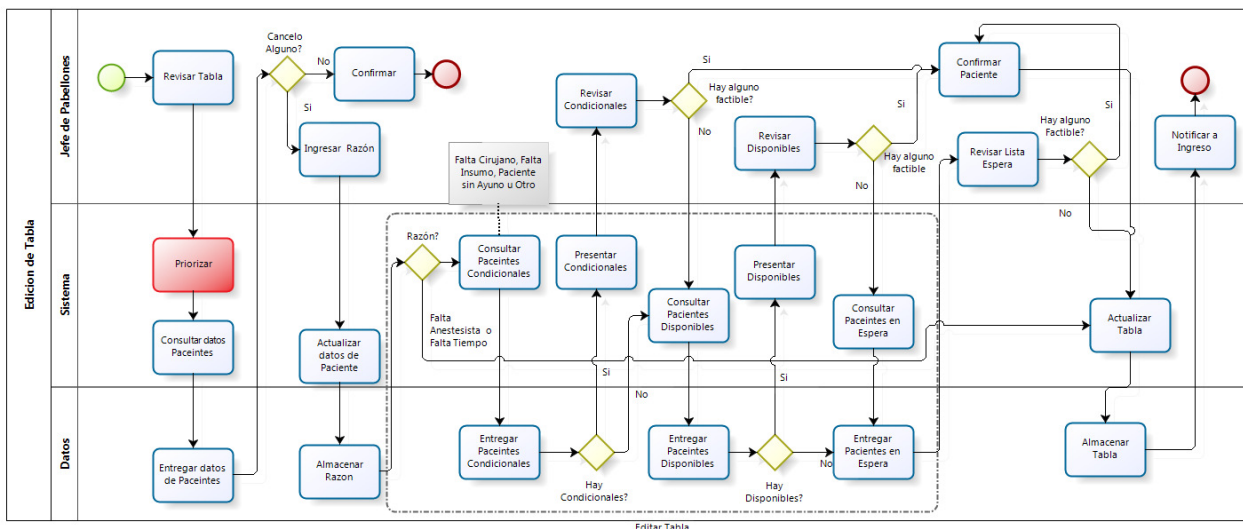 Edicion de Tabla
Jefe de Pabellones
Revisar Tabla
Cancelo
Alguno?
No
Confirmar
Si
Ingresar Razón
Falta Cirujano, Falta
Insumo, Paciente
sin Ayuno u Otro
Revisar
Condicionales
Si
Hay alguno
factible?
No
Revisar
Disponibles
Si
Hay alguno
factible
No
Confirmar
Paciente
Revisar Lista
Espera
Hay alguno
Factible?
Si
No
Notificar a
Ingreso
Sistema
Priorizar
Consultar datos
Paceintes
Actualizar
datos de
Paciente
Razón?
Falta
Anestesista o
Falta Tiempo
Consultar
Paceintes
Condicionales
Presentar
Condicionales
Si
No
Consultar
Pacientes
Disponibles
Presentar
Disponibles
Si
Consultar
Pacientes en
Espera
Actualizar
Tabla
Datos
Entregar datos
de Paceintes
Almacenar
Razon
Entregar
Pacientes
Condicionales
Hay
Condicionales?
Entregar
Pacientes
Disponibles
Hay
Disponibles?
No
Entregar
Pacientes en
Espera
Almacenar
Tabla
Editar Tabla